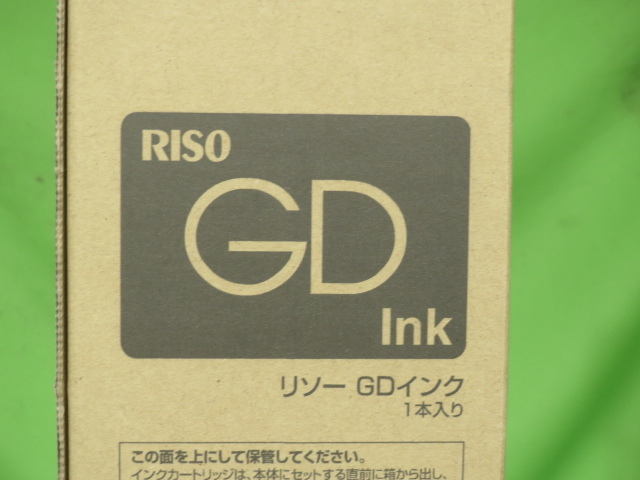 RISO
GD
Ink
リソー GDインク
1本入り
この面を上にして保管してください。
インクカートリッジは、本体にセットする直前に箱から出し、